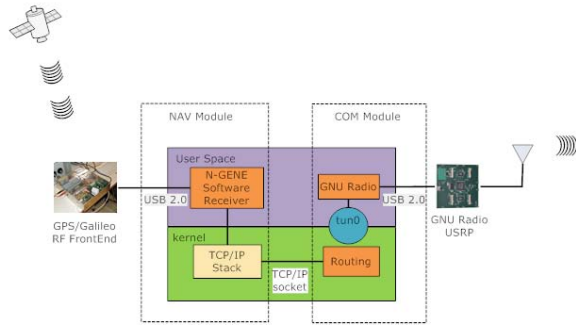 NAV Module
COM Module
User Space
N-GENE
Software
Receiver
GNU Radio
USB 2.0
USB 2.0
GPS/Galileo
RF FrontEnd
GNU Radio
USRP
tun0
kernel
TCP/IP
Stack
Routing
TCP/IP
socket